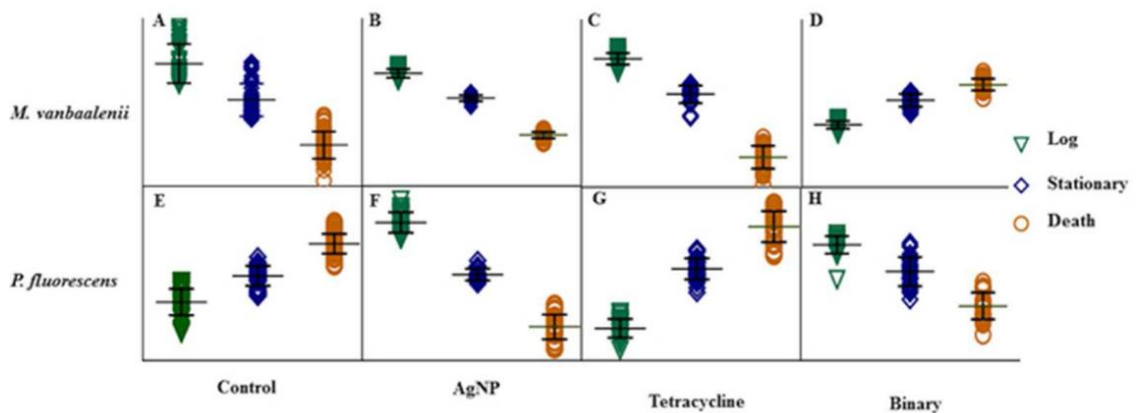 A B C D
M. vanbaalenii
Log
Stationary
Death
E F G H
P. fluorescens
Control AgNP Tetracycline Binary